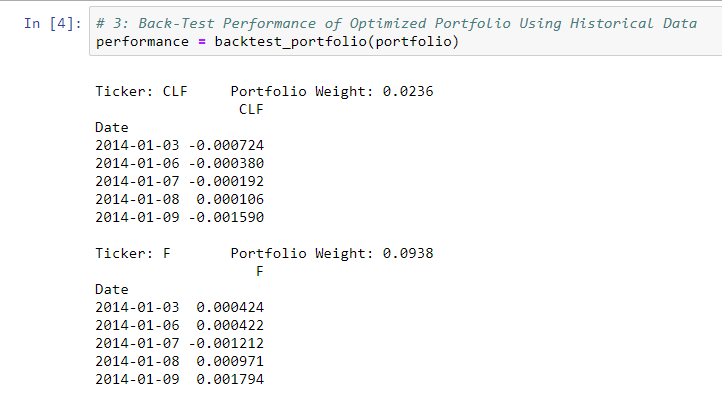 In [4]: # 3: Back-Test Performance of Optimized Portfolio Using Historical Data
performance = backtest_portfolio(portfolio)
Ticker: CLF     Portfolio Weight: 0.0236
CLF
Date
2014-01-03 -0.000724
2014-01-06 -0.000380
2014-01-07 -0.000192
2014-01-08  0.000106
2014-01-09 -0.001590
Ticker: F       Portfolio Weight: 0.0938
F
Date
2014-01-03  0.000424
2014-01-06  0.000422
2014-01-07 -0.001212
2014-01-08  0.000971
2014-01-09  0.001794